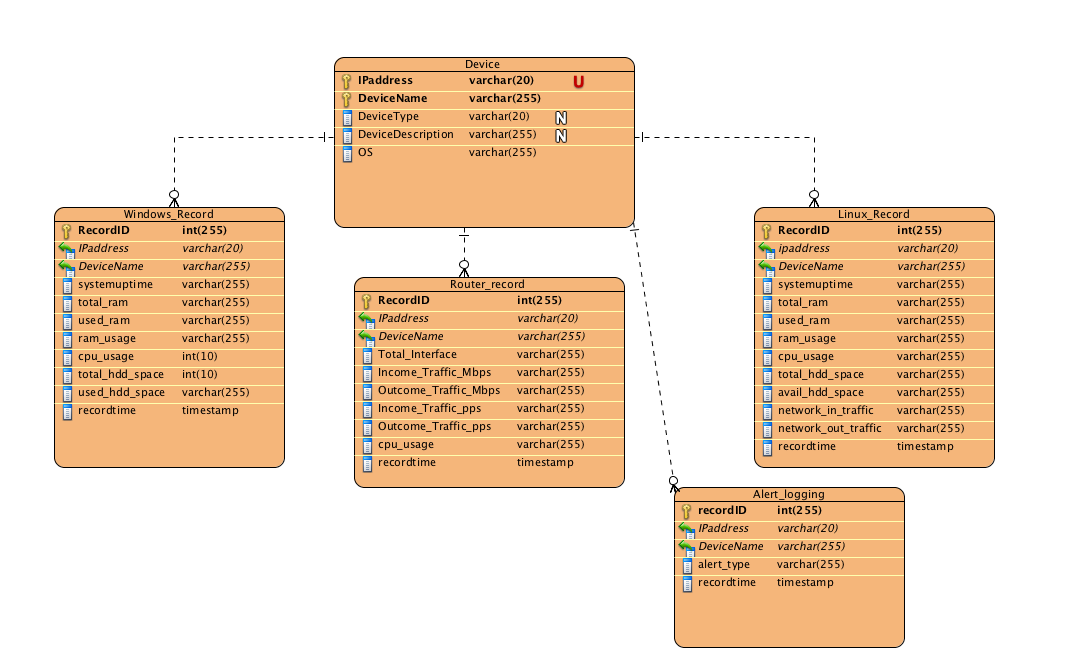 Device
IPaddress varchar(20) U
DeviceName varchar(255)
DeviceType varchar(20) N
DeviceDescription varchar(255) N
OS varchar(255)
Windows_Record
RecordID int(255)
IPaddress varchar(20)
DeviceName varchar(255)
systemuptime varchar(255)
total_ram varchar(255)
used_ram varchar(255)
ram_usage varchar(255)
cpu_usage int(10)
total_hdd_space int(10)
used_hdd_space varchar(255)
recordtime timestamp
Router_record
RecordID int(255)
IPaddress varchar(20)
DeviceName varchar(255)
Total_Interface varchar(255)
Income_Traffic_Mbps varchar(255)
Outcome_Traffic_Mbps varchar(255)
Income_Traffic_pps varchar(255)
Outcome_Traffic_pps varchar(255)
cpu_usage varchar(255)
recordtime timestamp
Linux_Record
RecordID int(255)
ipaddress varchar(20)
DeviceName varchar(255)
systemuptime varchar(255)
total_ram varchar(255)
used_ram varchar(255)
ram_usage varchar(255)
cpu_usage varchar(255)
total_hdd_space varchar(255)
avail_hdd_space varchar(255)
network_in_traffic varchar(255)
network_out_traffic varchar(255)
recordtime timestamp
Alert_logging
recordID int(255)
IPaddress varchar(20)
DeviceName varchar(255)
alert_type varchar(255)
recordtime timestamp